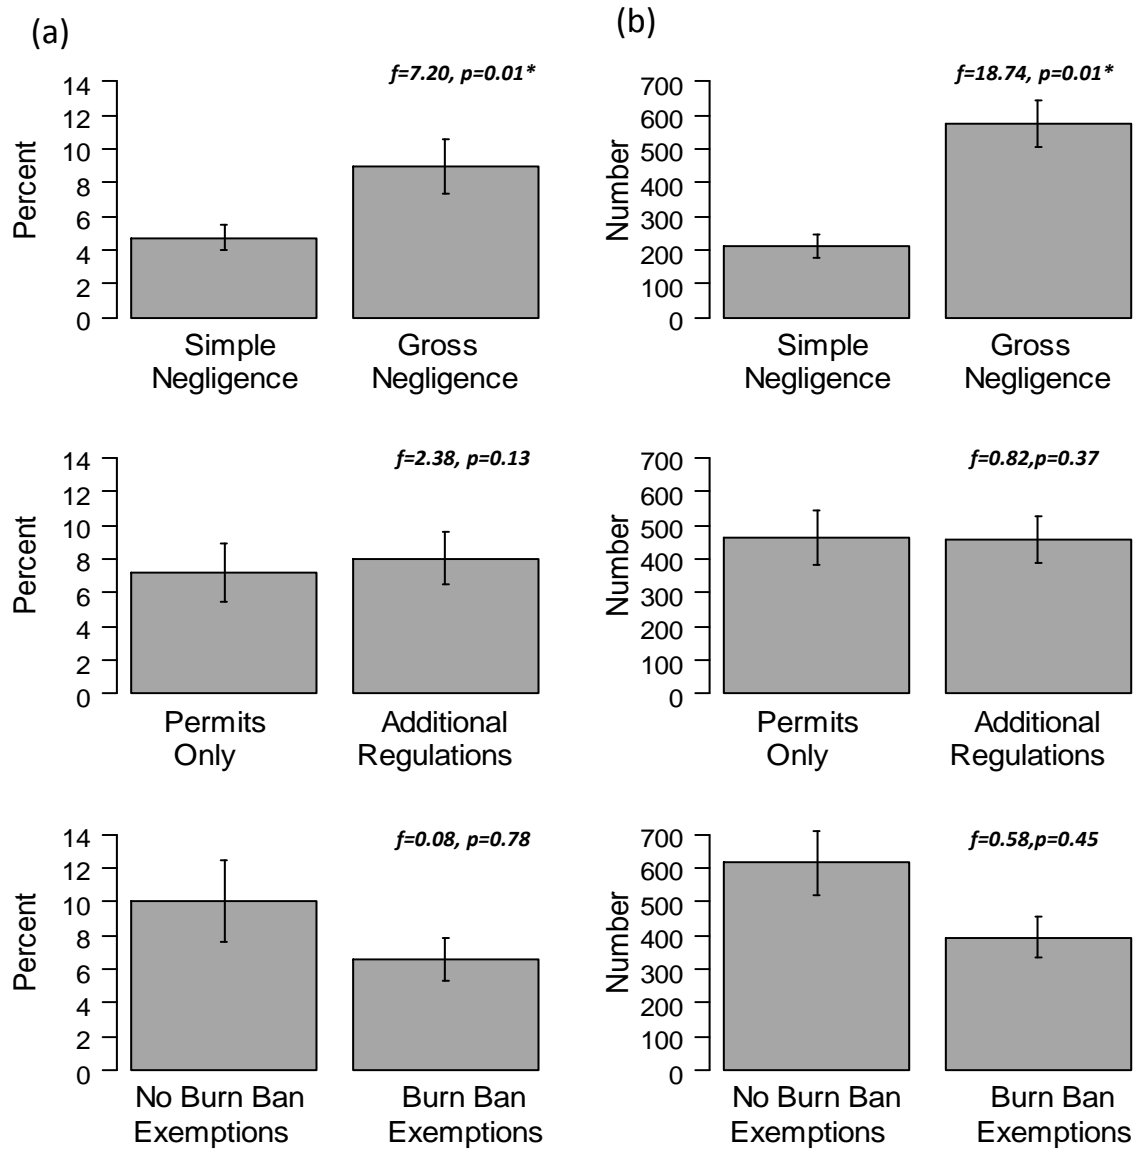 (a)
f=7.20, p=0.01*
Percent
14
12
10
8
6
4
2
0
Simple
Negligence
Gross
Negligence
(b)
f=18.74, p=0.01*
Number
700
600
500
400
300
200
100
0
Simple
Negligence
Gross
Negligence
f=2.38, p=0.13
Percent
14
12
10
8
6
4
2
0
Permits
Only
Additional
Regulations
f=0.82,p=0.37
Number
700
600
500
400
300
200
100
0
Permits
Only
Additional
Regulations
f=0.08, p=0.78
Percent
14
12
10
8
6
4
2
0
No Burn Ban
Exemptions
Burn Ban
Exemptions
f=0.58,p=0.45
Number
700
600
500
400
300
200
100
0
No Burn Ban
Exemptions
Burn Ban
Exemptions